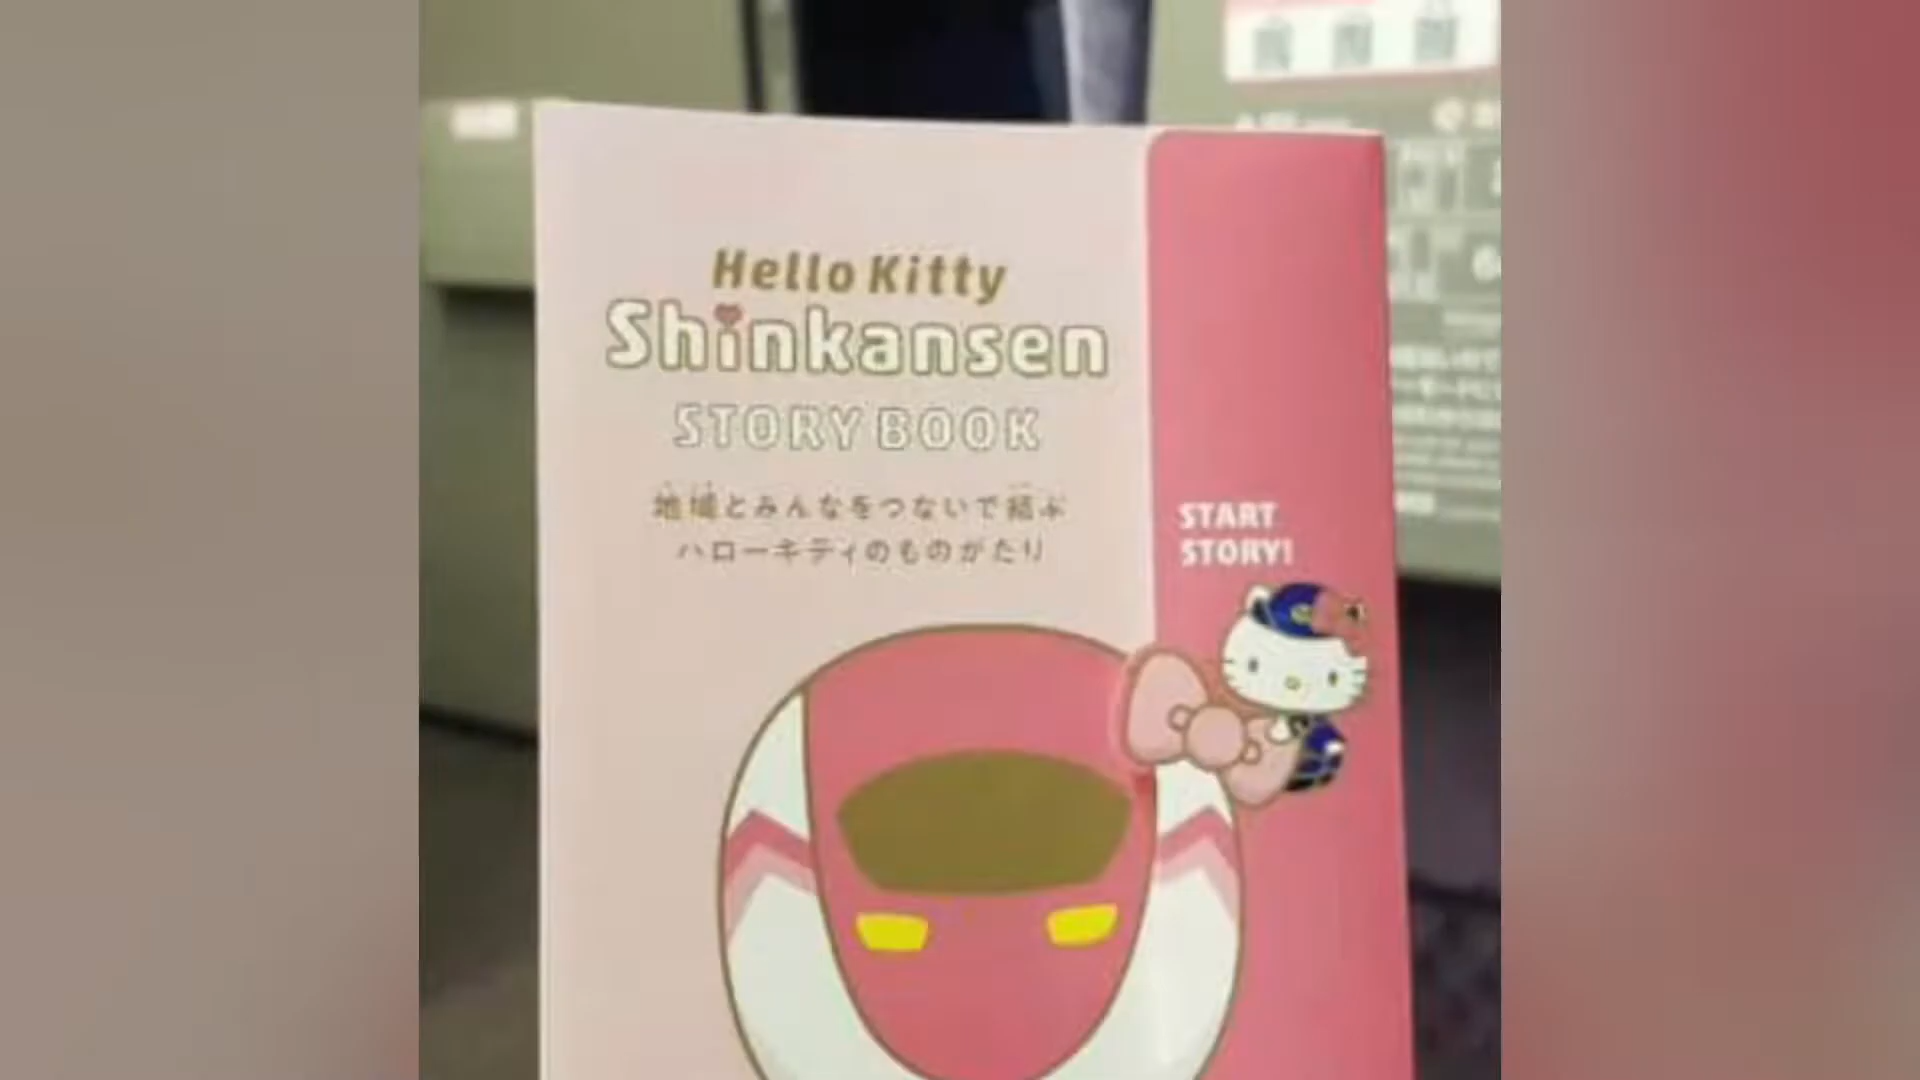 Hello Kitty
Shinkansen
STORY BOOK
地域とみんなをつないで結ぶ
ハローキティのものがたり
START
STORY!